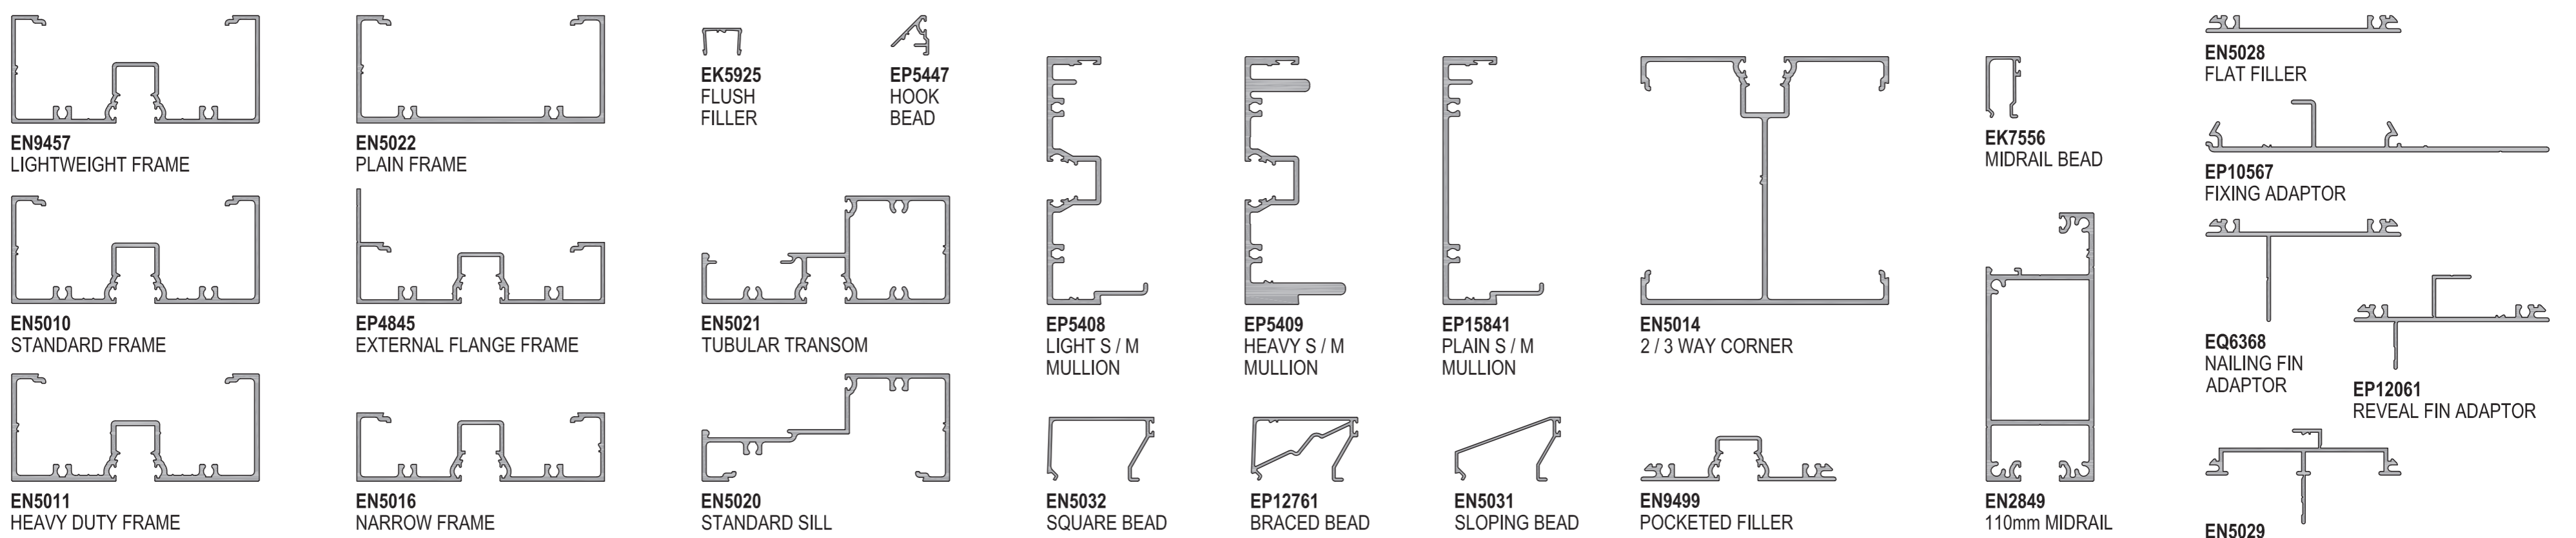 EN9457
LIGHTWEIGHT FRAME
EN5010
STANDARD FRAME
EN5011
HEAVY DUTY FRAME
EN5022
PLAIN FRAME
EP4845
EXTERNAL FLANGE FRAME
EN5016
NARROW FRAME
EK5925
FLUSH
FILLER
EP5447
HOOK
BEAD
EN5021
TUBULAR TRANSOM
EN5020
STANDARD SILL
EP5408
LIGHT S / M
MULLION
EP5409
HEAVY S / M
MULLION
EP15841
PLAIN S / M
MULLION
EN5032
SQUARE BEAD
EP12761
BRACED BEAD
EN5031
SLOPING BEAD
EN5014
2 / 3 WAY CORNER
EN9499
POCKETED FILLER
EK7556
MIDRAIL BEAD
EN2849
110mm MIDRAIL
EN5028
FLAT FILLER
EP10567
FIXING ADAPTOR
EQ6368
NAILING FIN
ADAPTOR
EP12061
REVEAL FIN ADAPTOR
EN5029